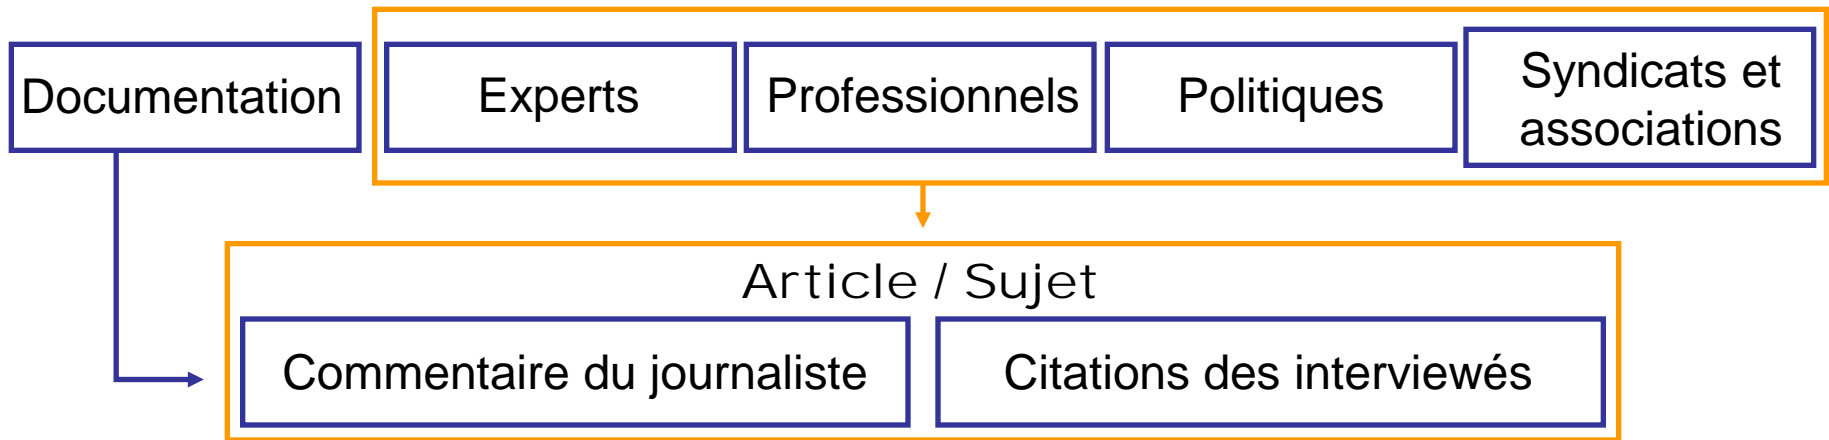 Documentation
Experts
Professionnels
Politiques
Syndicats et
associations
Article / Sujet
Commentaire du journaliste
Citations des interviewés